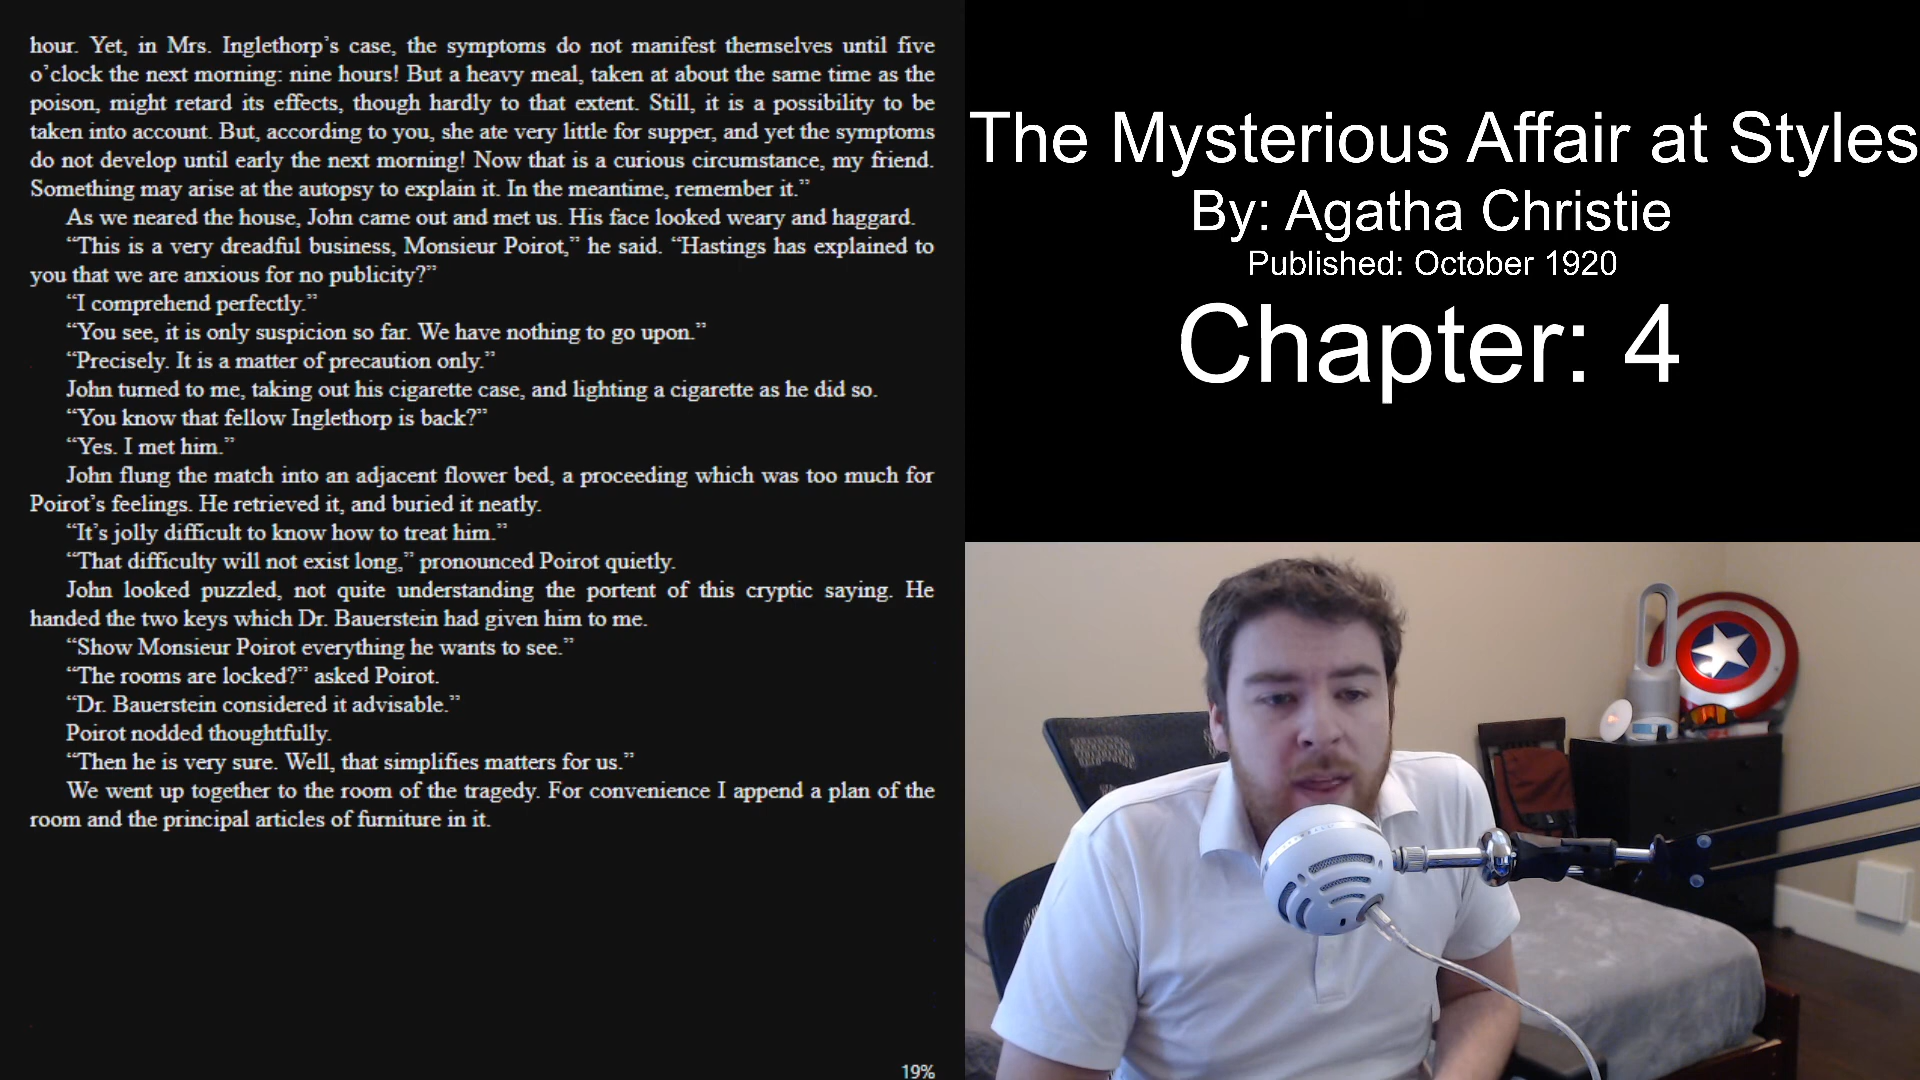 hour. Yet, in Mrs. Inglethorp’s case, the symptoms do not manifest themselves until five
o’clock the next morning: nine hours! But a heavy meal, taken at about the same time as the
poison, might retard its effects, though hardly to that extent. Still, it is a possibility to be
taken into account. But, according to you, she ate very little for supper, and yet the symptoms
do not develop until early the next morning! Now that is a curious circumstance, my friend.
Something may arise at the autopsy to explain it. In the meantime, remember it.”
As we neared the house, John came out and met us. His face looked weary and haggard.
“This is a very dreadful business, Monsieur Poirot,” he said. “Hastings has explained to
you that we are anxious for no publicity?”
“I comprehend perfectly.”
“You see, it is only suspicion so far. We have nothing to go upon.”
“Precisely. It is a matter of precaution only.”
John turned to me, taking out his cigarette case, and lighting a cigarette as he did so.
“You know that fellow Inglethorp is back?”
“Yes. I met him.”
John flung the match into an adjacent flower bed, a proceeding which was too much for
Poirot’s feelings. He retrieved it, and buried it neatly.
“It’s jolly difficult to know how to treat him.”
“That difficulty will not exist long,” pronounced Poirot quietly.
John looked puzzled, not quite understanding the portent of this cryptic saying. He
handed the two keys which Dr. Bauerstein had given him to me.
“Show Monsieur Poirot everything he wants to see.”
“The rooms are locked?” asked Poirot.
“Dr. Bauerstein considered it advisable.”
Poirot nodded thoughtfully.
“Then he is very sure. Well, that simplifies matters for us.”
We went up together to the room of the tragedy. For convenience I append a plan of the
room and the principal articles of furniture in it.
19%
The Mysterious Affair at Styles
By: Agatha Christie
Published: October 1920
Chapter: 4